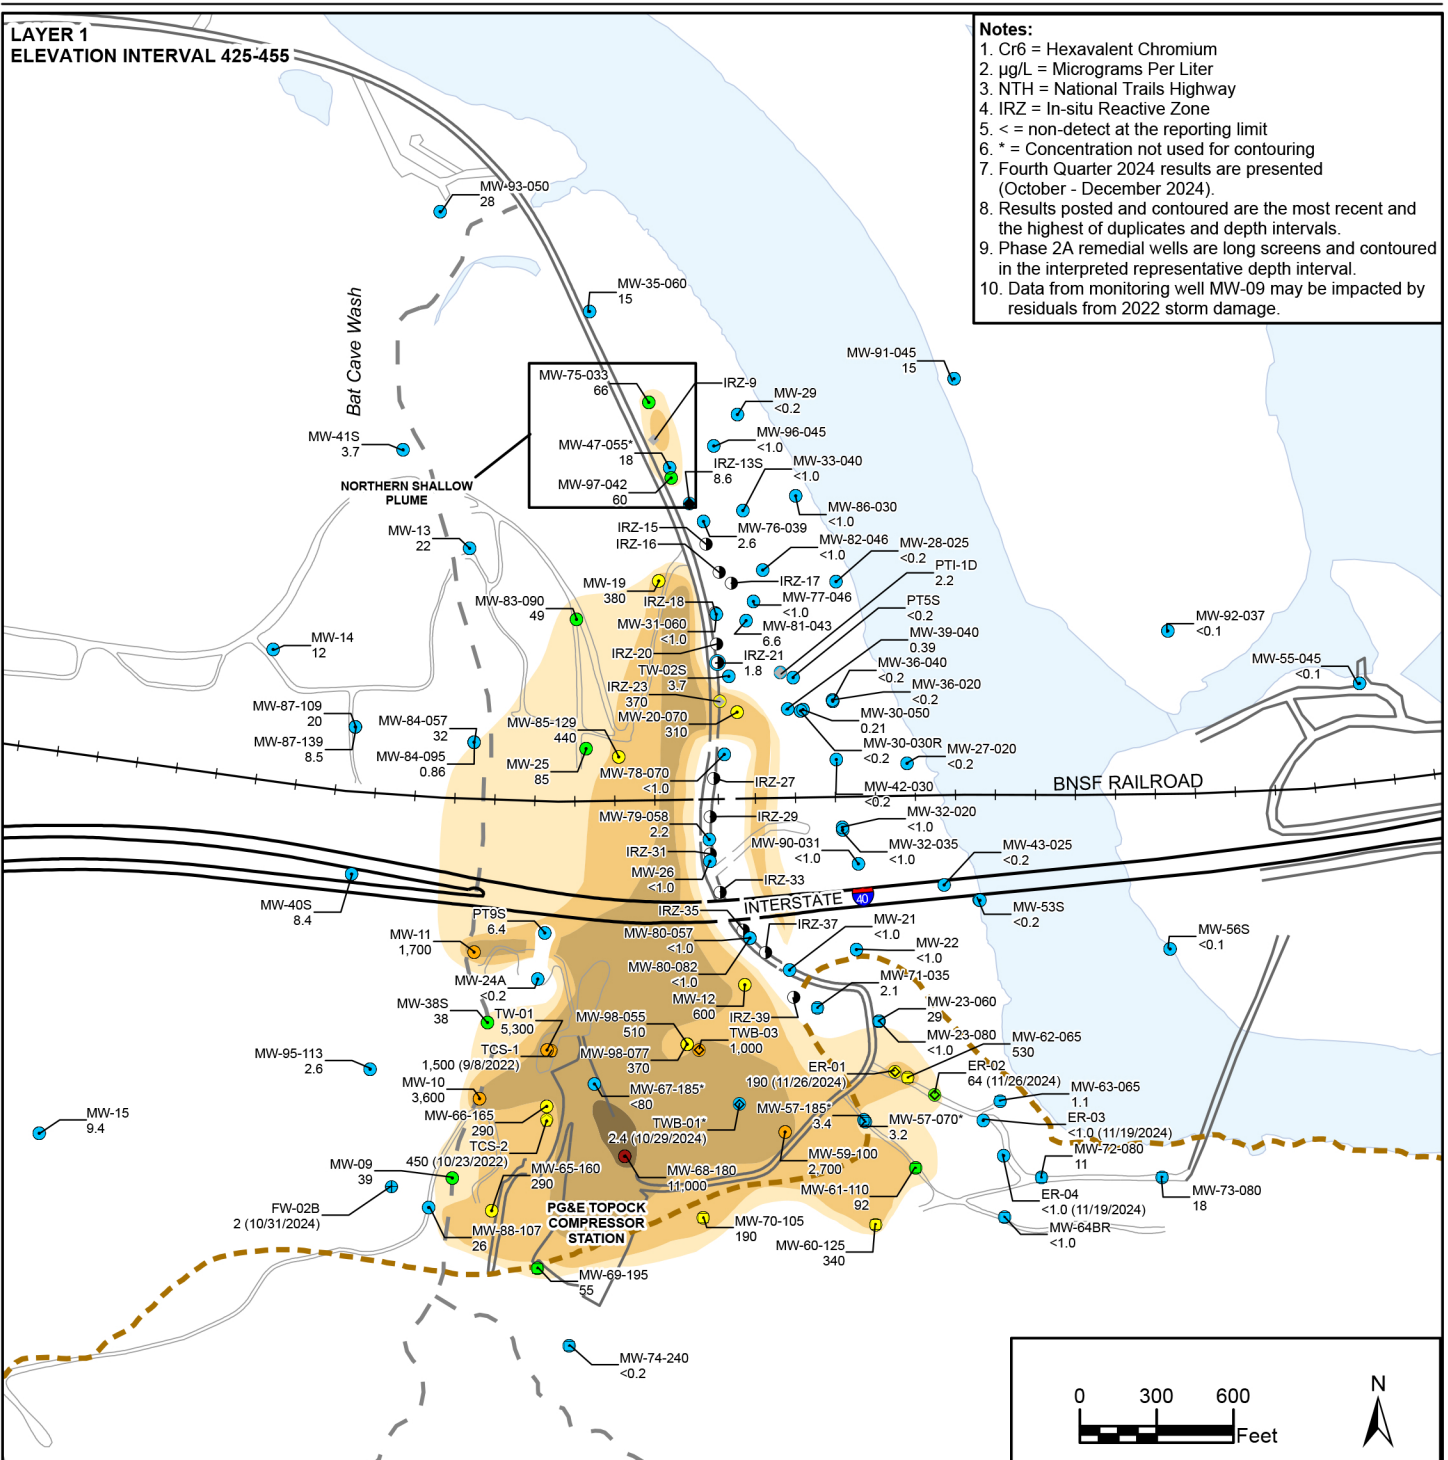 LAYER 1
ELEVATION INTERVAL 425-455
Notes:
1. Cr6 = Hexavalent Chromium
2. µg/L = Micrograms Per Liter
3. NTH = National Trails Highway
4. IRZ = In-situ Reactive Zone
5. < = non-detect at the reporting limit
6. * = Concentration not used for contouring
7. Fourth Quarter 2024 results are presented
(October - December 2024).
8. Results posted and contoured are the most recent and
the highest of duplicates and depth intervals.
9. Phase 2A remedial wells are long screens and contoured
in the interpreted representative depth interval.
10. Data from monitoring well MW-09 may be impacted by
residuals from 2022 storm damage.
MW-93-050
28
MW-35-060
15
Bat Cave Wash
MW-91-045
15
MW-75-033
66
IRZ-9
MW-29
<0.2
MW-41S
3.7
MW-47-055*
18
MW-96-045
<1.0
IRZ-13S
8.6
MW-33-040
<1.0
MW-97-042
60
NORTHERN SHALLOW
PLUME
MW-86-030
<1.0
MW-13
22
IRZ-15
IRZ-16
MW-76-039
2.6
MW-82-046
<1.0
MW-28-025
<0.2
PTI-1D
2.2
MW-19
380
IRZ-17
MW-83-090
49
IRZ-18
MW-77-046
<1.0
PT5S
<0.2
MW-31-060
<1.0
MW-81-043
6.6
MW-92-037
<0.1
MW-39-040
0.39
MW-14
12
IRZ-20
IRZ-21
1.8
MW-36-040
<0.2
MW-55-045
<0.1
TW-02S
3.7
IRZ-23
370
MW-36-020
<0.2
MW-87-109
20
MW-84-057
32
MW-85-129
440
MW-20-070
310
MW-30-050
0.21
MW-87-139
8.5
MW-84-095
0.86
MW-30-030R
<0.2
MW-27-020
<0.2
MW-25
85
MW-78-070
<1.0
IRZ-27
MW-42-030
<0.2
BNSF RAILROAD
MW-79-058
2.2
IRZ-29
MW-32-020
<1.0
IRZ-31
MW-90-031
<1.0
MW-32-035
<1.0
MW-43-025
<0.2
MW-26
<1.0
IRZ-33
MW-40S
8.4
INTERSTATE
40
MW-53S
<0.2
PT9S
6.4
IRZ-35
IRZ-37
MW-21
<1.0
MW-56S
<0.1
MW-11
1,700
MW-80-057
<1.0
MW-22
<1.0
MW-80-082
<1.0
MW-24A
<0.2
MW-71-035
2.1
MW-12
600
MW-38S
38
TW-01
5,300
MW-98-055
510
IRZ-39
MW-23-060
29
TWB-03
1,000
MW-23-080
<1.0
MW-62-065
530
MW-95-113
2.6
TCS-1
1,500 (9/8/2022)
MW-98-077
370
ER-01
190 (11/26/2024)
ER-02
64 (11/26/2024)
MW-10
3,600
MW-67-185*
<80
MW-63-065
1.1
MW-15
9.4
MW-66-165
290
TWB-01*
2.4 (10/29/2024)
MW-57-185*
3.4
MW-57-070*
3.2
ER-03
<1.0 (11/19/2024)
TCS-2
450 (10/23/2022)
MW-59-100
2,700
MW-72-080
11
MW-09
39
MW-65-160
290
MW-68-180
11,000
MW-61-110
92
ER-04
<1.0 (11/19/2024)
MW-73-080
18
FW-02B
2 (10/31/2024)
PG&E TOPOCK
COMPRESSOR
STATION
MW-88-107
26
MW-70-105
190
MW-64BR
<1.0
MW-60-125
340
MW-69-195
55
MW-74-240
<0.2
0 300 600
Feet
N